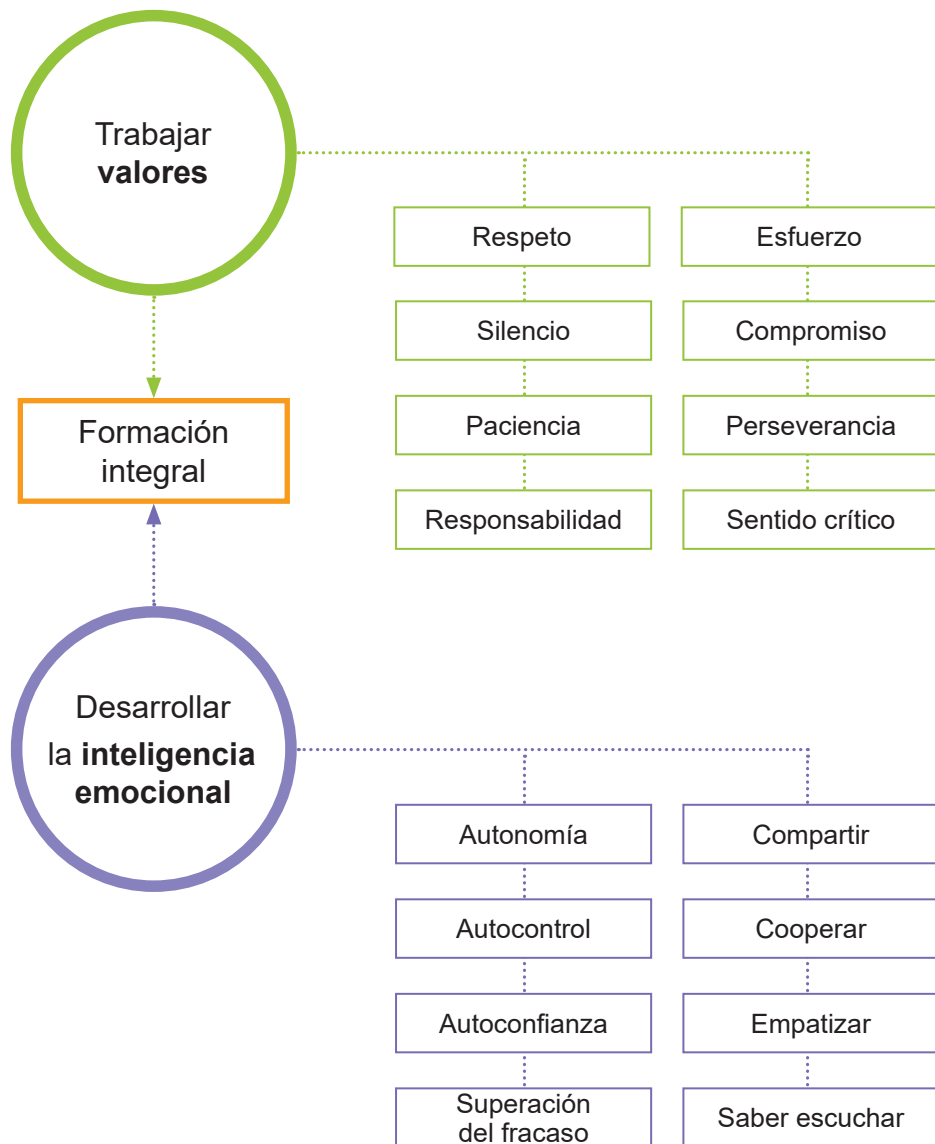 Trabajar
valores
Respeto
Esfuerzo
Silencio
Compromiso
Paciencia
Perseverancia
Responsabilidad
Sentido crítico
Formación
integral
Desarrollar
la inteligencia
emocional
Autonomía
Compartir
Autocontrol
Cooperar
Autoconfianza
Empatizar
Superación
del fracaso
Saber escuchar